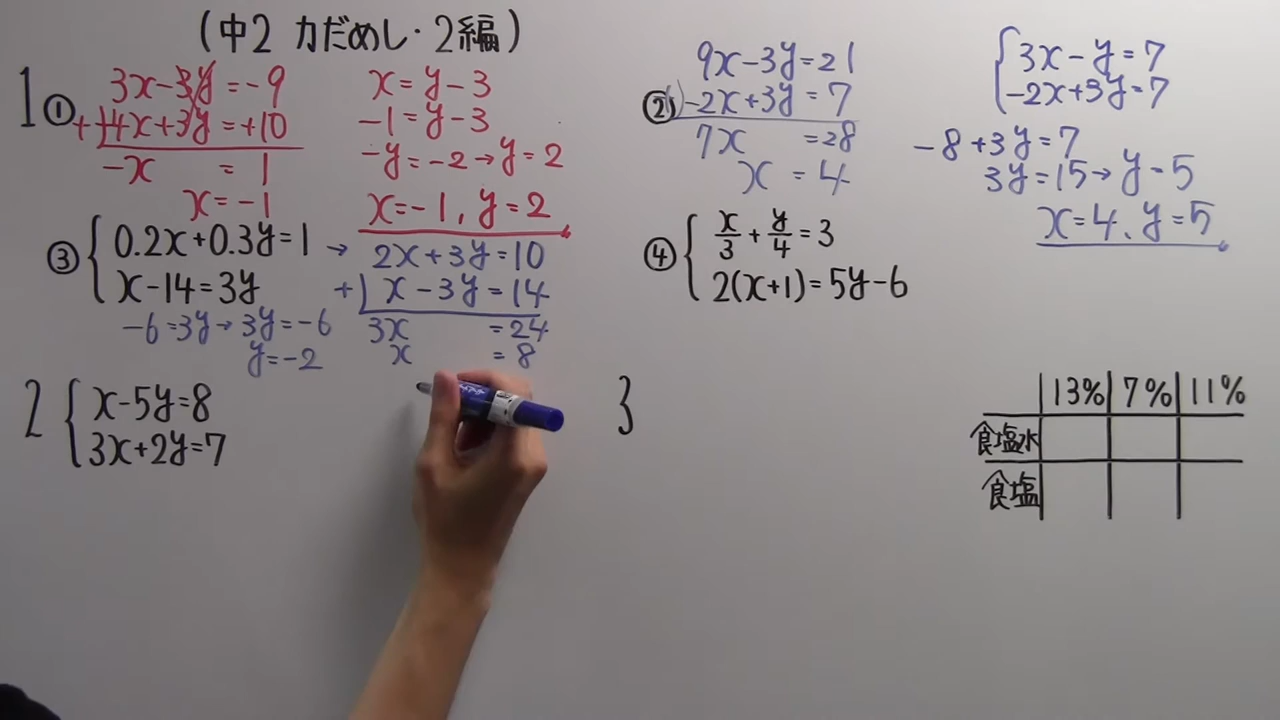 (中2 力だめし・2編)
1 ① 3x-3y=-9
+)-4x+3y=+10
-x = 1
x=-1
x=y-3
-1=y-3
-y=-2→y=2
x=-1, y=2
② 9x-3y=21
+)-2x+3y=7
7x =28
x =4
3x-y=7
-2x+3y=7
-8+3y=7
3y=15→y=5
x=4、y=5
③ 0.2x+0.3y=1 →
x-14=3y
2x+3y=10
+) x-3y=14
3x =24
x =8
-6=3y→3y=-6
y=-2
④ x/3+y/4=3
2(x+1)=5y-6
2 x-5y=8
3x+2y=7
3
13% 7% 11%
食塩水
食塩